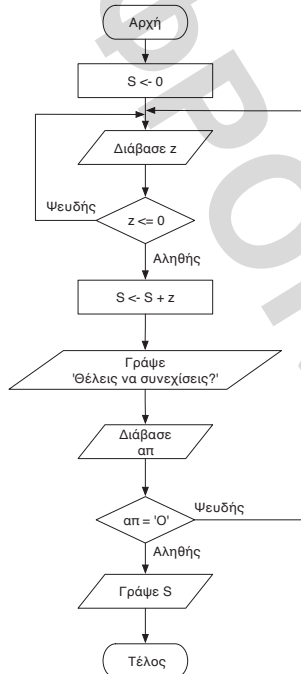 Αρχή
S <- 0
Διάβασε z
Ψευδής
z <= 0
Αληθής
S <- S + z
Γράψε
'Θέλεις να συνεχίσεις?'
Διάβασε
απ
απ = 'Ο'
Ψευδής
Αληθής
Γράψε S
Τέλος